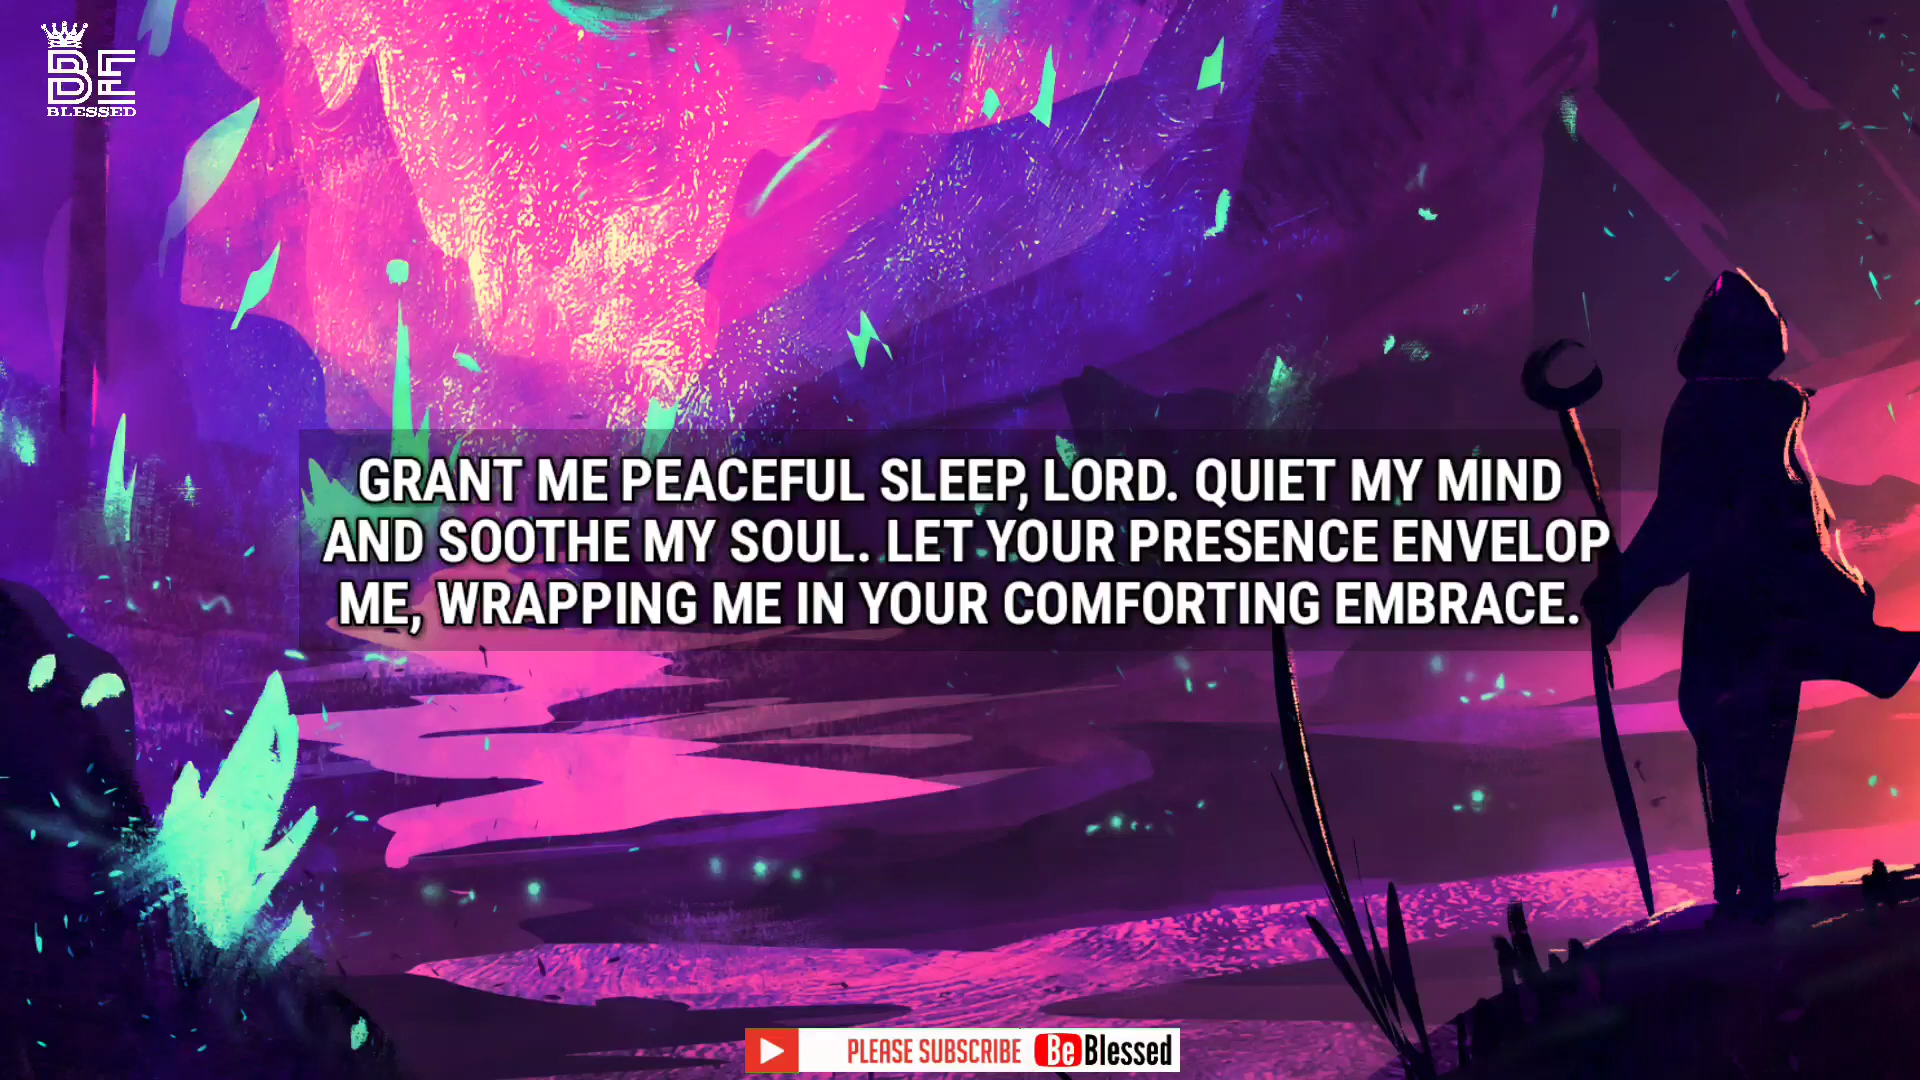 BE
BLESSED
GRANT ME PEACEFUL SLEEP, LORD. QUIET MY MIND
AND SOOTHE MY SOUL. LET YOUR PRESENCE ENVELOP
ME, WRAPPING ME IN YOUR COMFORTING EMBRACE.
PLEASE SUBSCRIBE Be Blessed